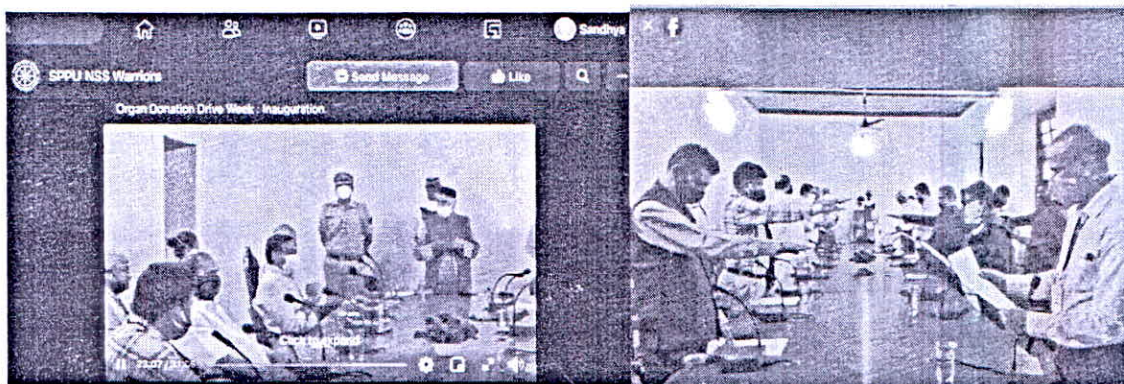 Sandhya
SPPU NSS Warriors
Send Message
Like
Organ Donation Drive Week : Inauguration
Click to expand